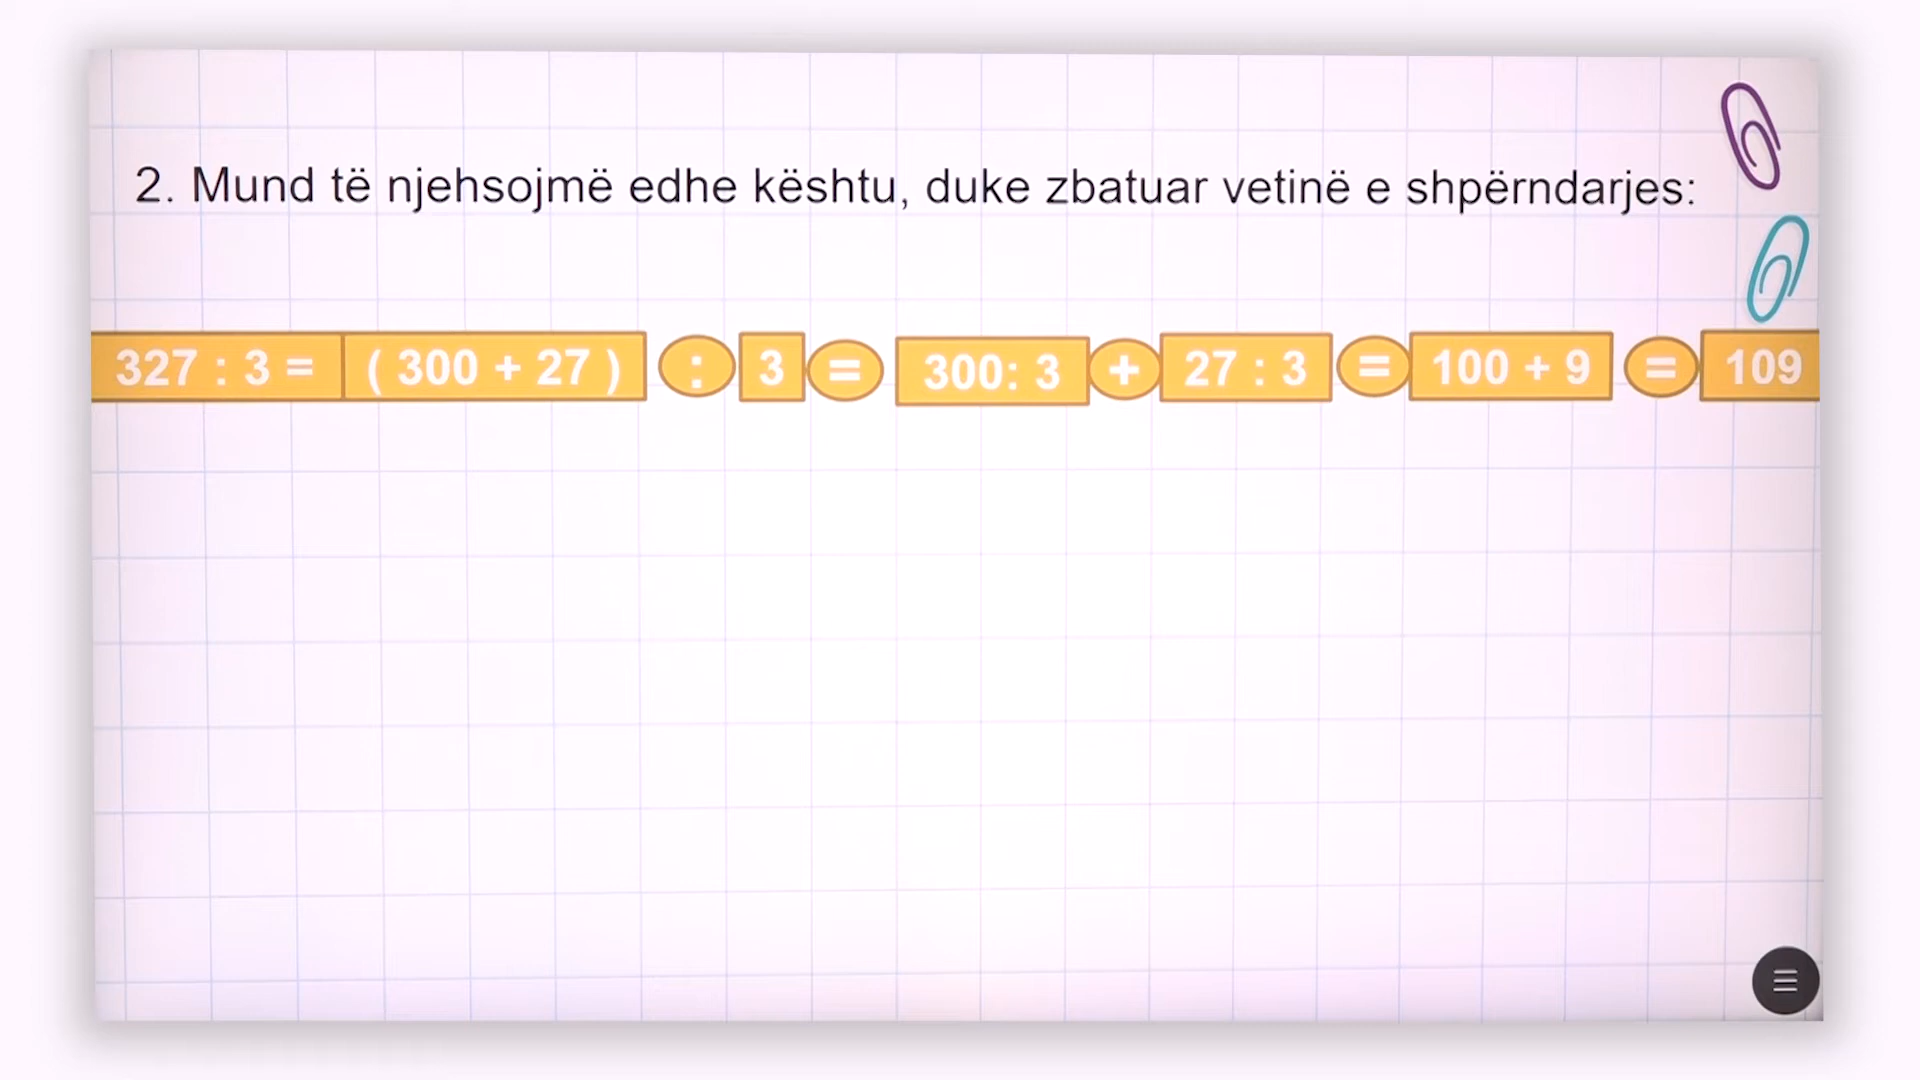 2. Mund të njehsojmë edhe kështu, duke zbatuar vetinë e shpërndarjes:
327 : 3 = ( 300 + 27 ) : 3 = 300: 3 + 27 : 3 = 100 + 9 = 109